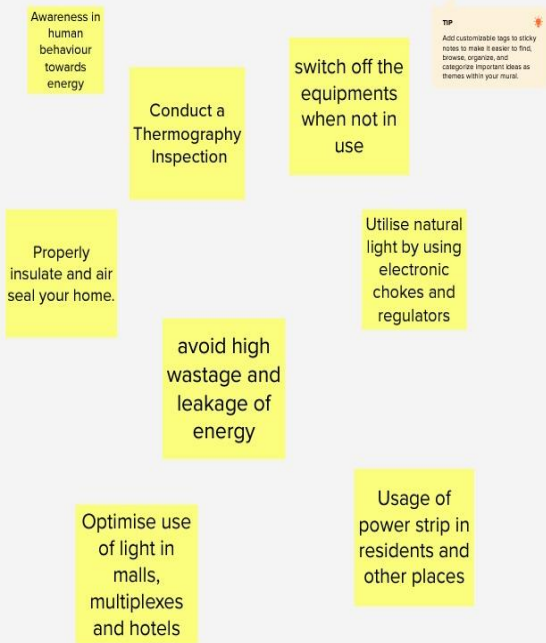 Awareness in
human
behaviour
towards
energy
TIP
Add customizable tags to sticky
notes to make it easier to find,
browse, organize, and
categorize important ideas as
themes within your mural.
switch off the
equipments
when not in
use
Conduct a
Thermography
Inspection
Properly
insulate and air
seal your home.
Utilise natural
light by using
electronic
chokes and
regulators
avoid high
wastage and
leakage of
energy
Usage of
power strip in
residents and
other places
Optimise use
of light in
malls,
multiplexes
and hotels